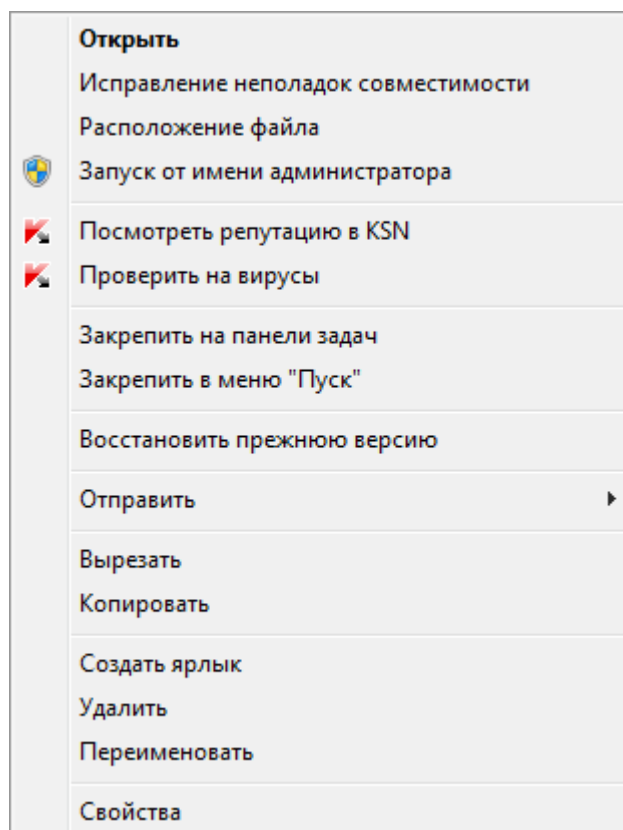 Открыть
Исправление неполадок совместимости
Расположение файла
Запуск от имени администратора
Посмотреть репутацию в KSN
Проверить на вирусы
Закрепить на панели задач
Закрепить в меню "Пуск"
Восстановить прежнюю версию
Отправить
Вырезать
Копировать
Создать ярлык
Удалить
Переименовать
Свойства